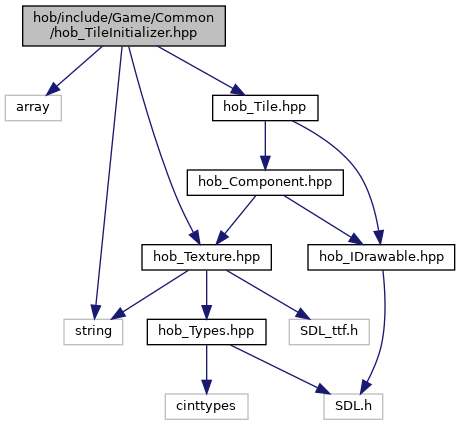 hob/include/Game/Common
/hob_TileInitializer.hpp
array
hob_Tile.hpp
hob_Component.hpp
hob_Texture.hpp
hob_IDrawable.hpp
string
hob_Types.hpp
SDL_ttf.h
cinttypes
SDL.h